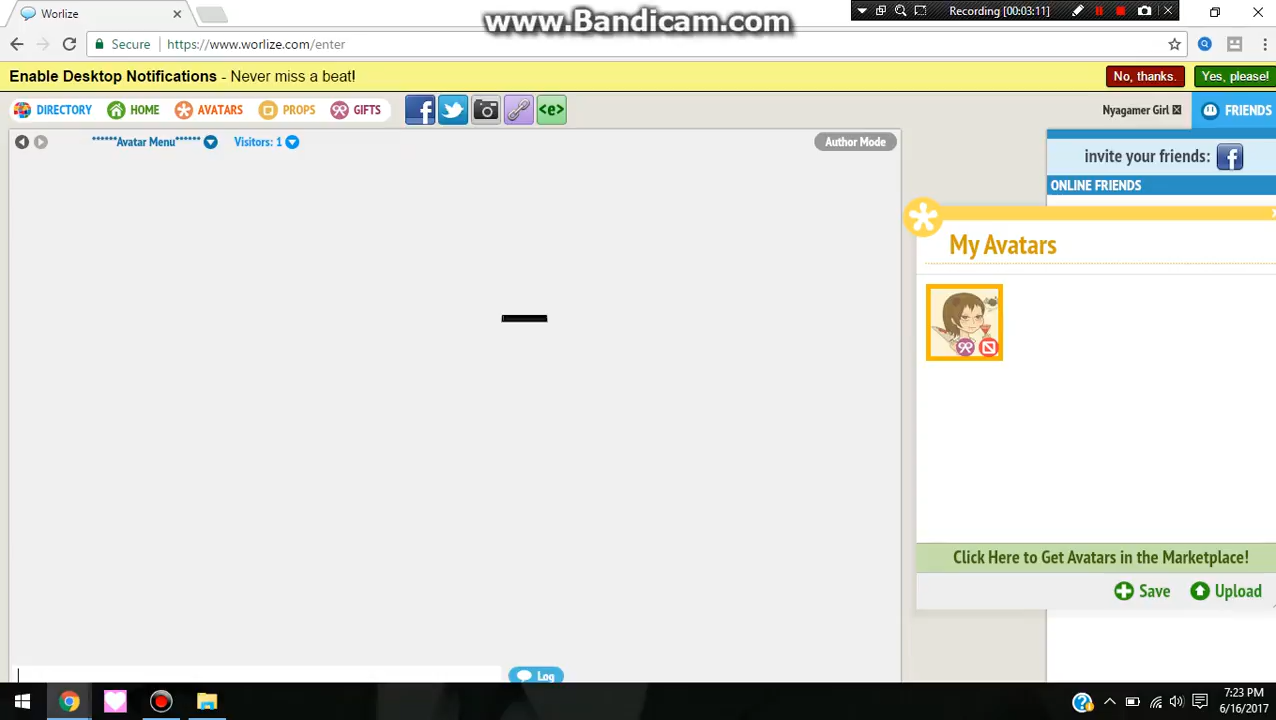 Worlize
www.Bandicam.com
Recording [00:03:11]
Secure
https://www.worlize.com/enter
Enable Desktop Notifications - Never miss a beat!
No, thanks.
Yes, please!
DIRECTORY
HOME
AVATARS
PROPS
GIFTS
<e>
Nyagamer Girl
FRIENDS
******Avatar Menu******
Visitors: 1
Author Mode
invite your friends:
ONLINE FRIENDS
My Avatars
Click Here to Get Avatars in the Marketplace!
Save
Upload
Log
7:23 PM
6/16/2017